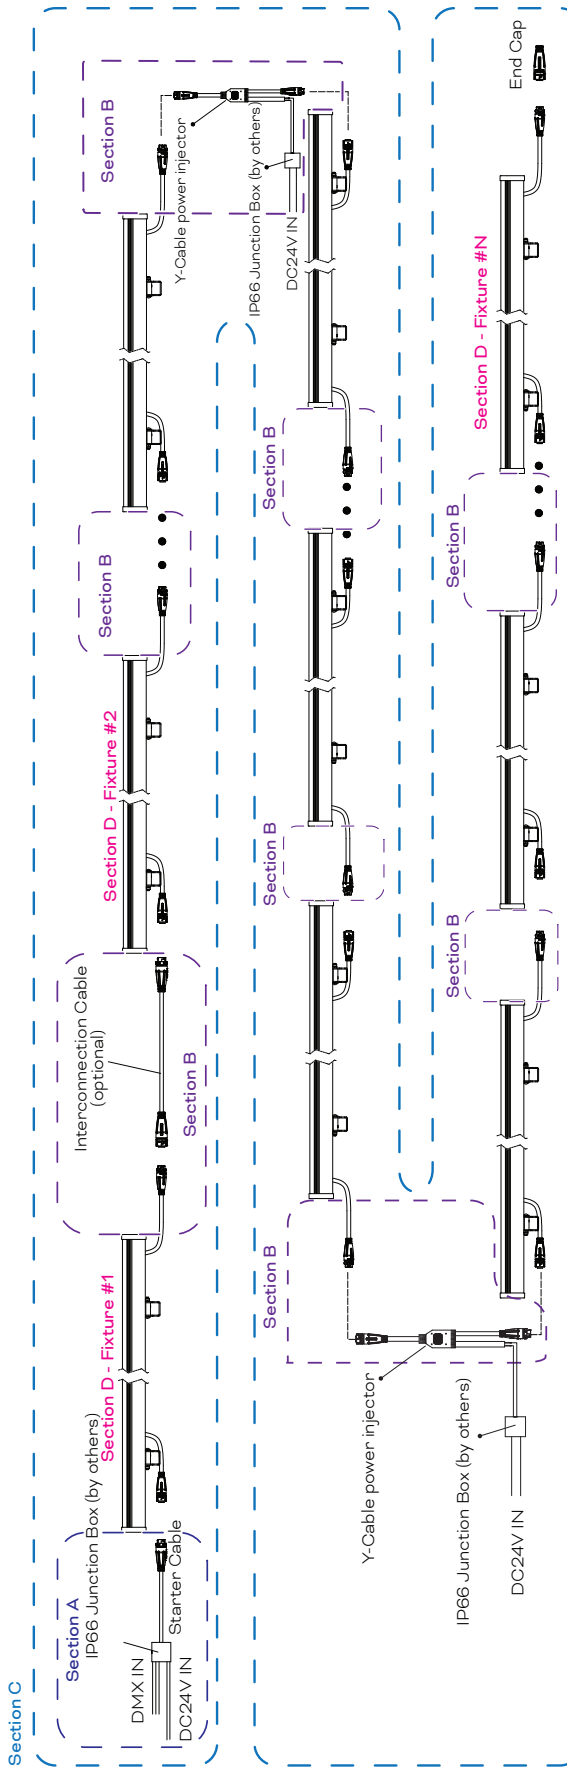 Section C
Section A
IP66 Junction Box (by others)
DMX IN
DC24V IN
Starter Cable
Section D - Fixture #1
Interconnection Cable
(optional)
Section B
Section D - Fixture #2
Section B
Section B
Y-Cable power injector
IP66 Junction Box (by others)
DC24V IN
Section B
Section B
Section B
Y-Cable power injector
IP66 Junction Box (by others)
DC24V IN
Section B
Section B
Section D - Fixture #N
End Cap